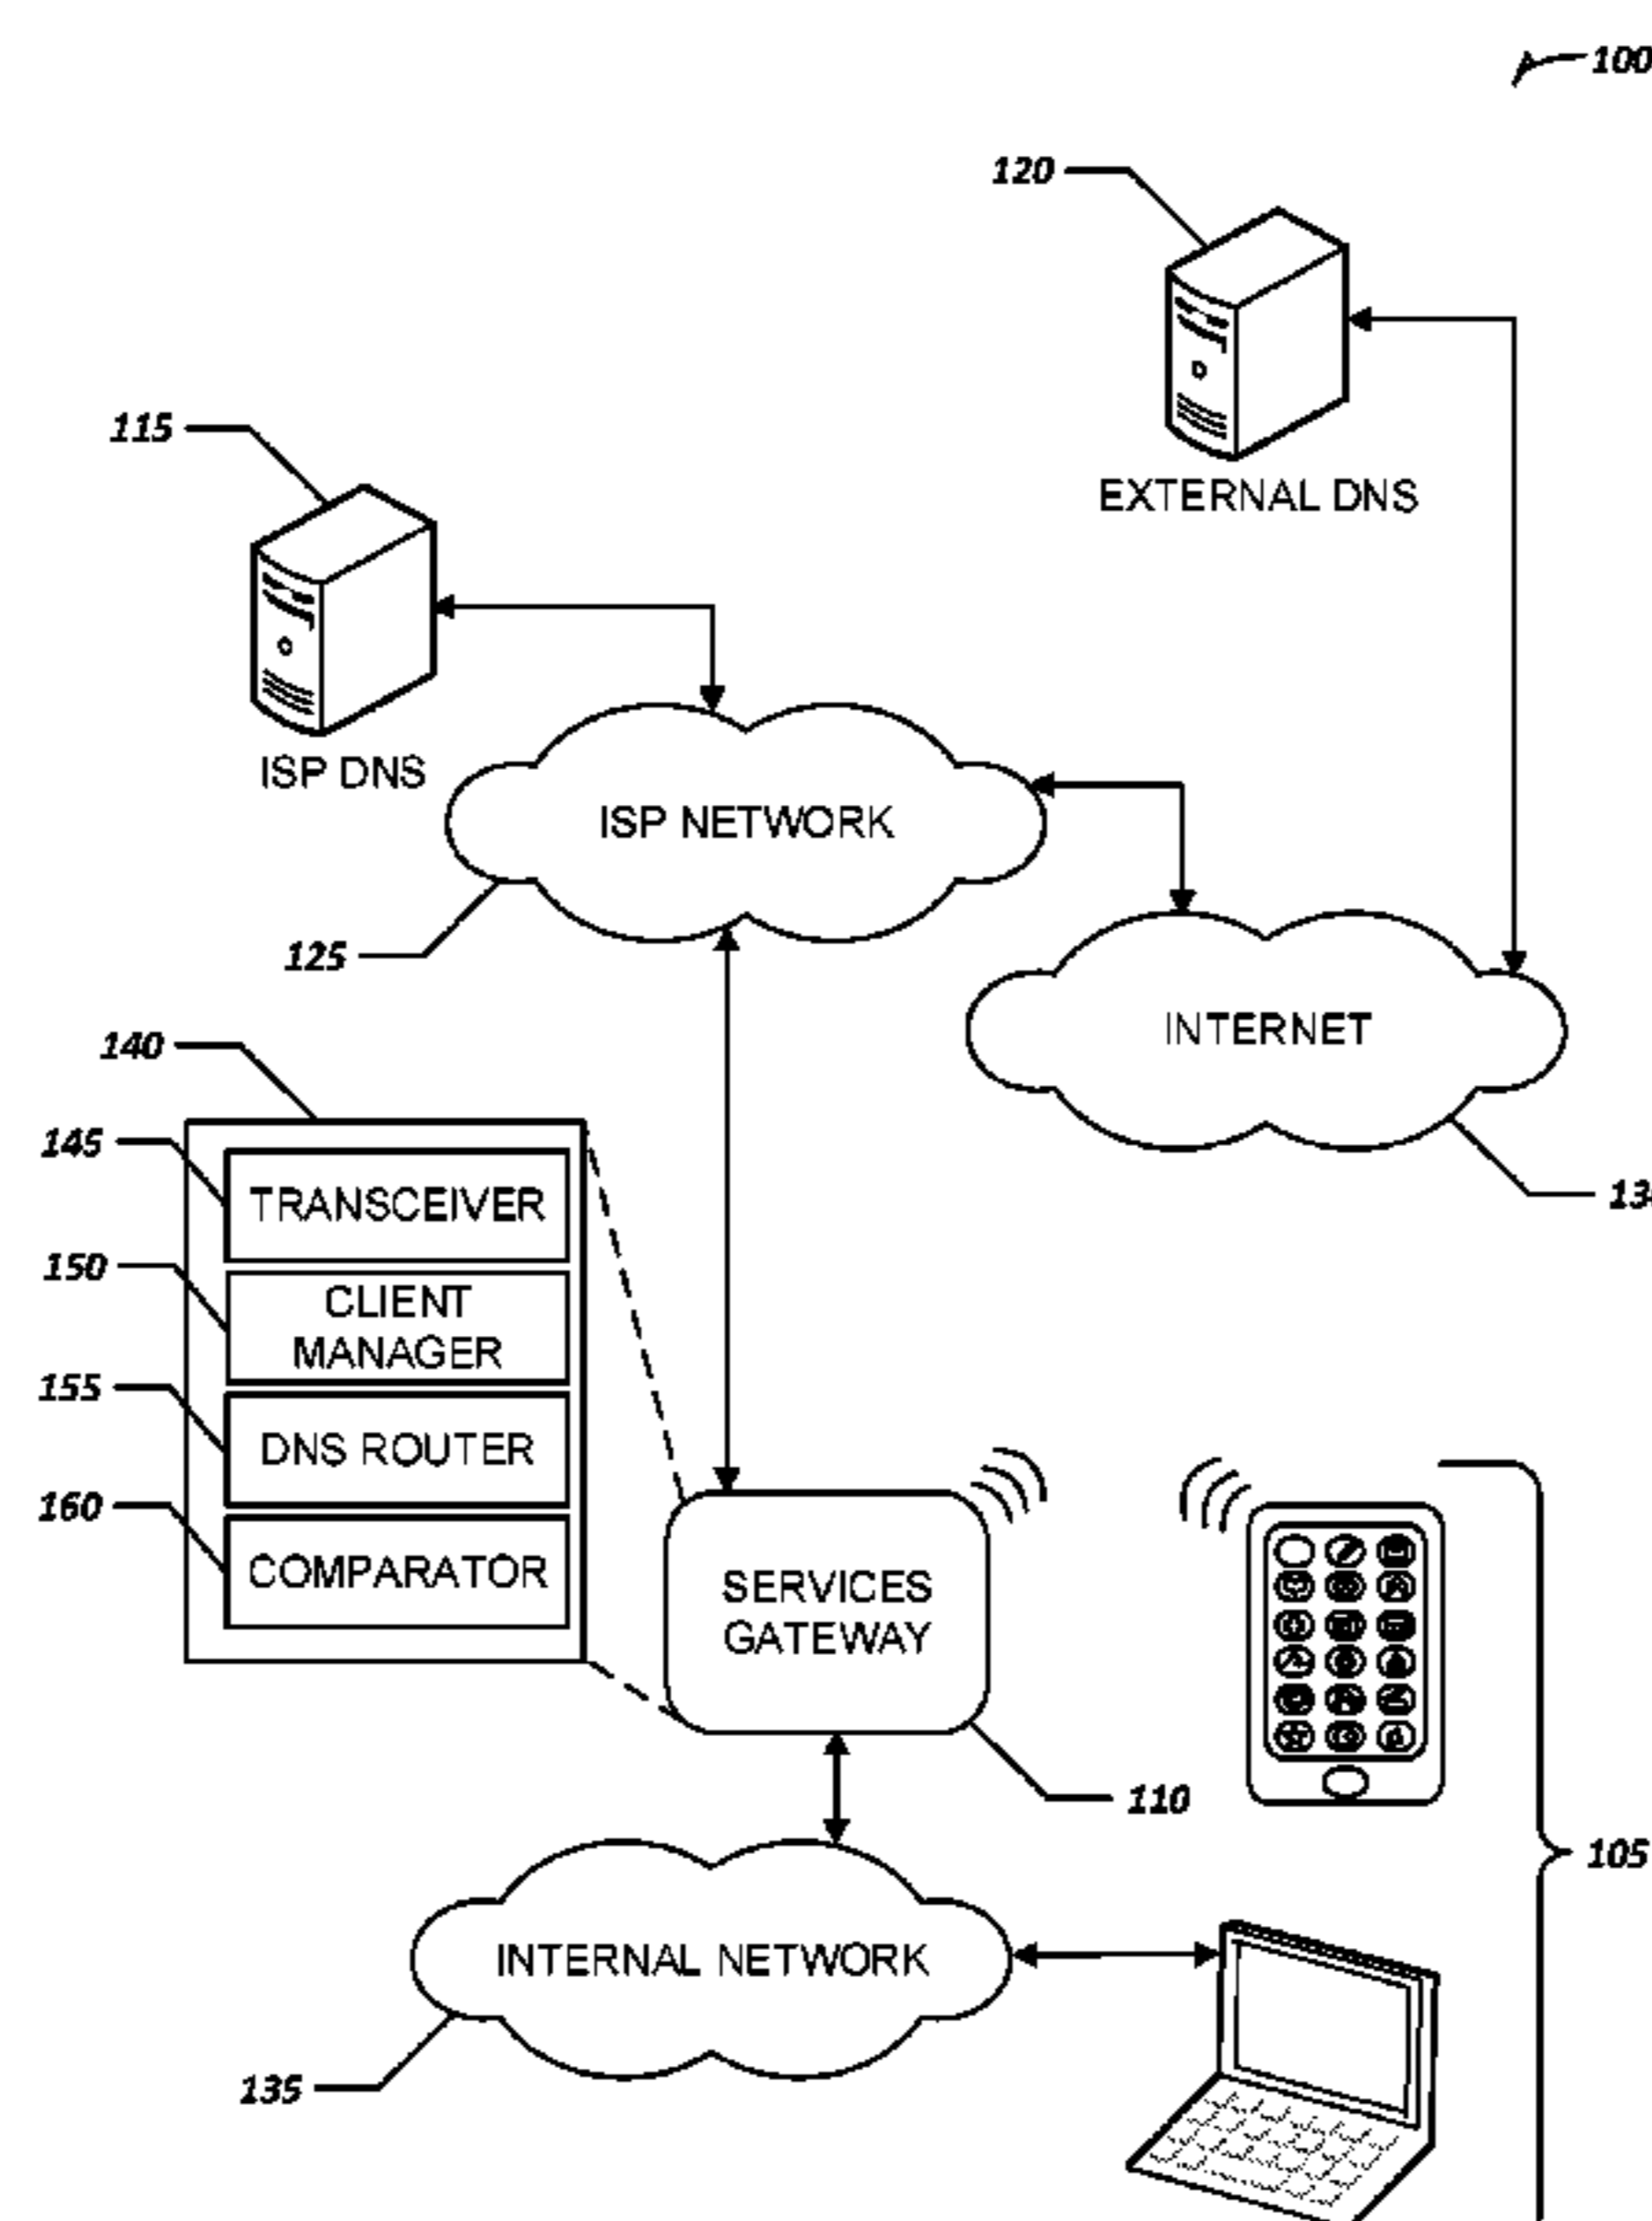 100
120
EXTERNAL DNS
115
ISP DNS
ISP NETWORK
125
INTERNET
140
145
TRANSCEIVER
150
CLIENT
MANAGER
155
DNS ROUTER
160
COMPARATOR
SERVICES
GATEWAY
110
105
INTERNAL NETWORK
135